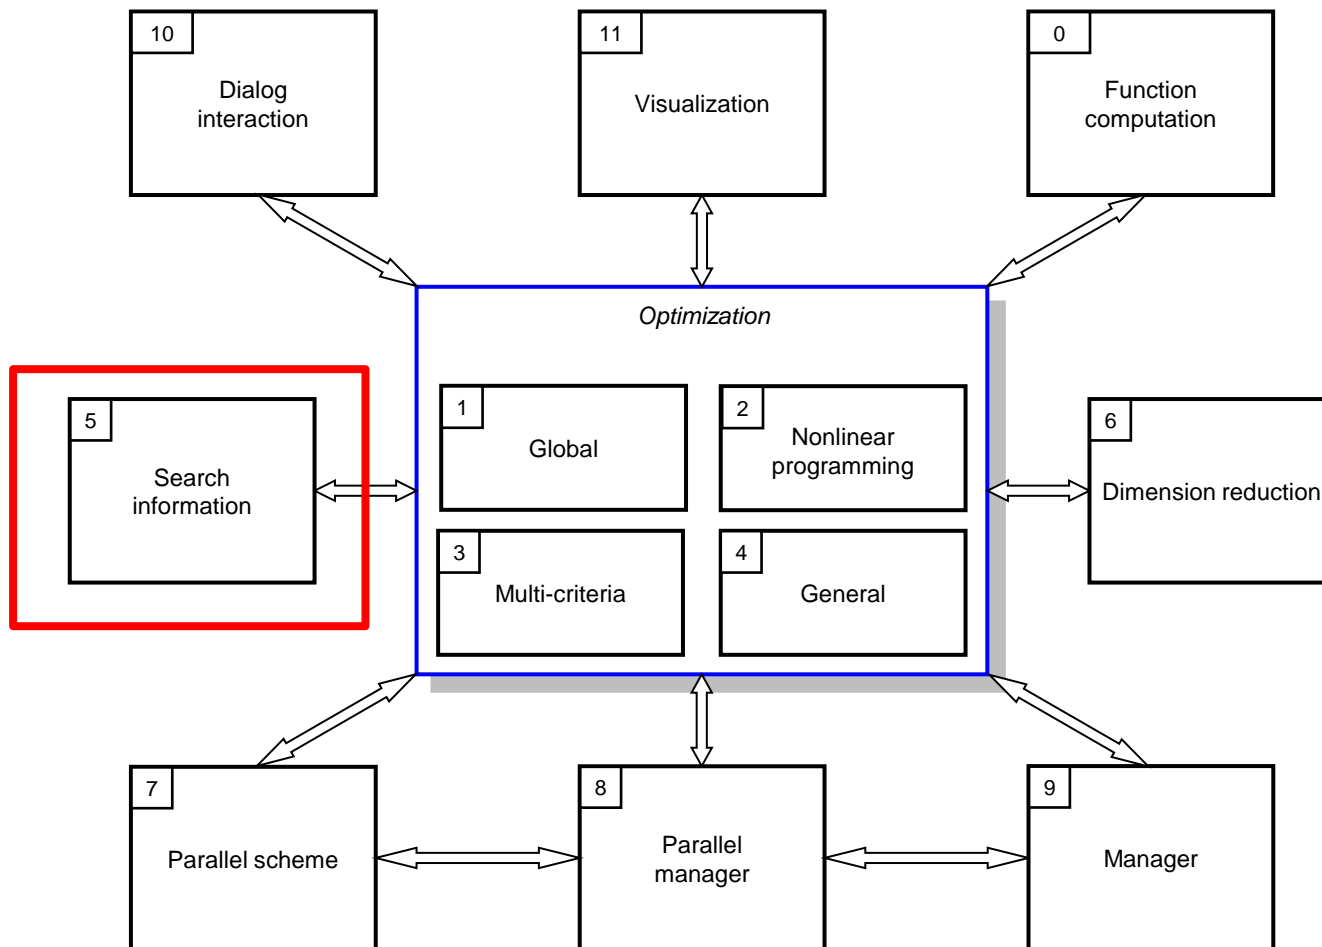 10
Dialog
interaction
11
Visualization
0
Function
computation
Optimization
5
Search
information
1
Global
2
Nonlinear
programming
6
Dimension reduction
3
Multi-criteria
4
General
7
Parallel scheme
8
Parallel
manager
9
Manager